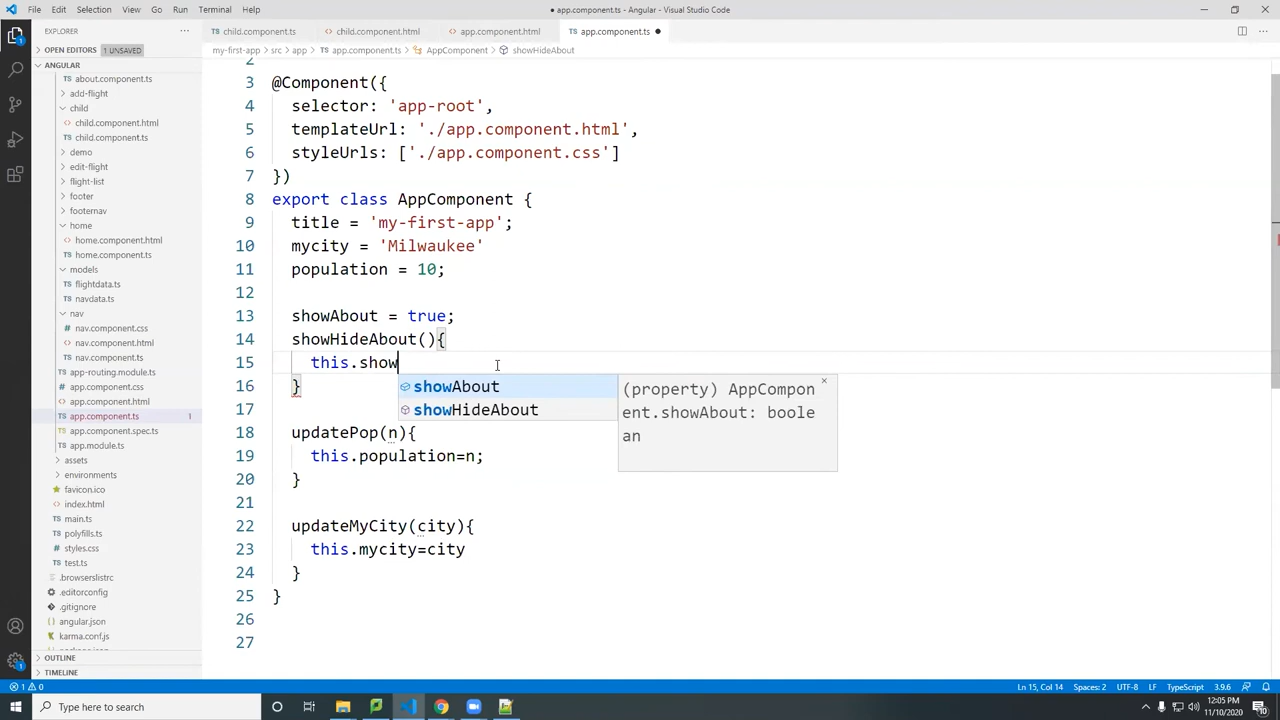 File Edit Selection View Go Run Terminal Help
● app.component.ts - Angular - Visual Studio Code
EXPLORER
OPEN EDITORS 1 UNSAVED
ANGULAR
about.component.ts
add-flight
child
child.component.html
child.component.ts
demo
edit-flight
flight-list
footer
footernav
home
home.component.html
home.component.ts
models
flightdata.ts
navdata.ts
nav
nav.component.css
nav.component.html
nav.component.ts
app-routing.module.ts
app.component.css
app.component.html
app.component.ts 1
app.component.spec.ts
app.module.ts
assets
environments
favicon.ico
index.html
main.ts
polyfills.ts
styles.css
test.ts
.browserslistrc
.editorconfig
.gitignore
angular.json
karma.conf.js
OUTLINE
TIMELINE
child.component.ts child.component.html app.component.html app.component.ts ●
my-first-app > src > app > app.component.ts > AppComponent > showHideAbout
2
3 @Component({
4 selector: 'app-root',
5 templateUrl: './app.component.html',
6 styleUrls: ['./app.component.css']
7 })
8 export class AppComponent {
9 title = 'my-first-app';
10 mycity = 'Milwaukee'
11 population = 10;
12
13 showAbout = true;
14 showHideAbout(){
15 this.show
16 }
17
18 updatePop(n){
19 this.population=n;
20 }
21
22 updateMyCity(city){
23 this.mycity=city
24 }
25 }
26
27
showAbout
showHideAbout
(property) AppCompon
ent.showAbout: boole
an
1 0
Ln 15, Col 14 Spaces: 2 UTF-8 LF TypeScript 3.9.6
Type here to search
12:05 PM
11/10/2020